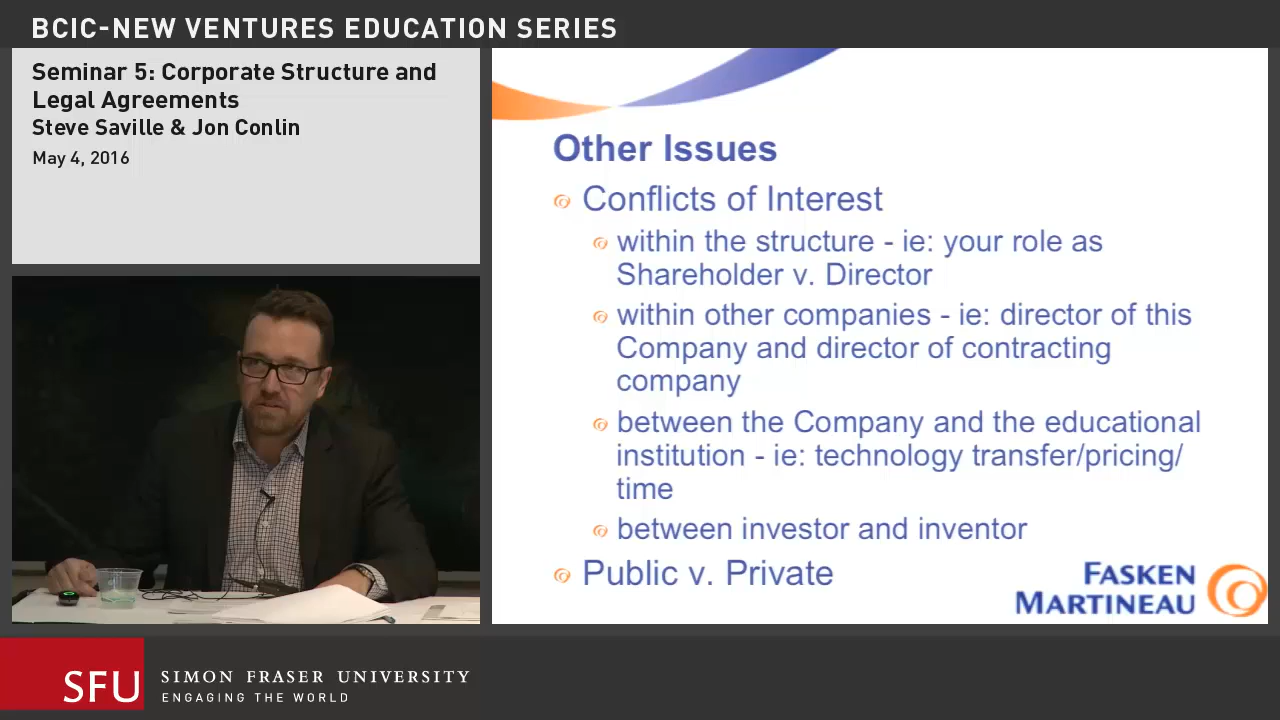 BCIC-NEW VENTURES EDUCATION SERIES
Seminar 5: Corporate Structure and
Legal Agreements
Steve Saville & Jon Conlin
May 4, 2016
Other Issues
Conflicts of Interest
within the structure - ie: your role as
Shareholder v. Director
within other companies - ie: director of this
Company and director of contracting
company
between the Company and the educational
institution - ie: technology transfer/pricing/
time
between investor and inventor
Public v. Private
FASKEN
MARTINEAU
SFU
SIMON FRASER UNIVERSITY
ENGAGING THE WORLD